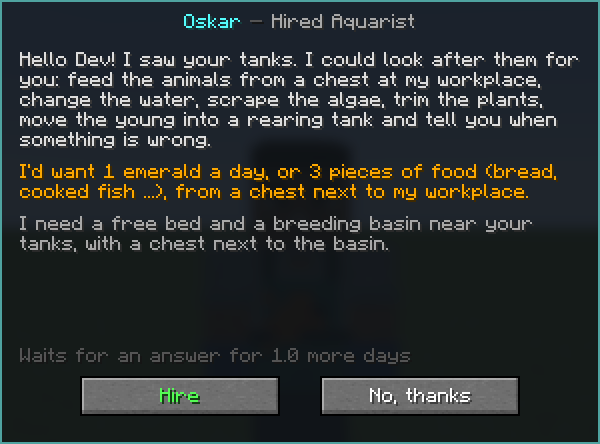 Oskar — Hired Aquarist
Hello Dev! I saw your tanks. I could look after them for
you: feed the animals from a chest at my workplace,
change the water, scrape the algae, trim the plants,
move the young into a rearing tank and tell you when
something is wrong.
I'd want 1 emerald a day, or 3 pieces of food (bread,
cooked fish ...), from a chest next to my workplace.
I need a free bed and a breeding basin near your
tanks, with a chest next to the basin.
Waits for an answer for 1.0 more days
Hire
No, thanks